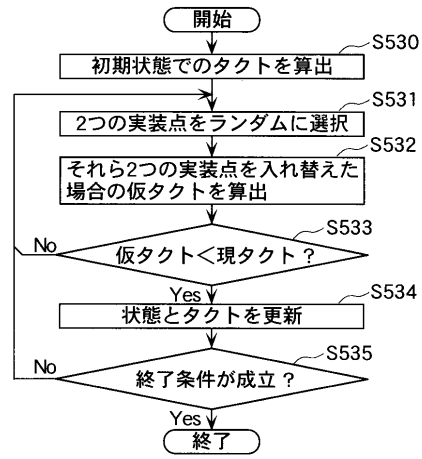 開始
S530
初期状態でのタクトを算出
S531
2つの実装点をランダムに選択
S532
それら2つの実装点を入れ替えた
場合の仮タクトを算出
S533
仮タクト<現タクト?
No
Yes
S534
状態とタクトを更新
S535
終了条件が成立?
No
Yes
終了